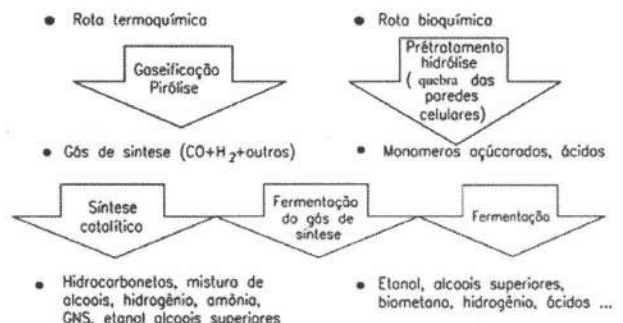 • Rota termoquímica
• Rota bioquímica
Gaseificação
Pirólise
Prétratamento
hidrólise
( quebra das
paredes
celulares)
• Gás de síntese (CO+H2+outros)
• Monomeros açúcarados, ácidos
Síntese
catalítico
Fermentação
do gás de
síntese
Fermentação
• Hidrocarbonetos, mistura de
alcoois, hidrogênio, amônia,
GNS, etanol alcoois superiores
• Etanol, alcoois superiores,
biometano, hidrogênio, ácidos ...